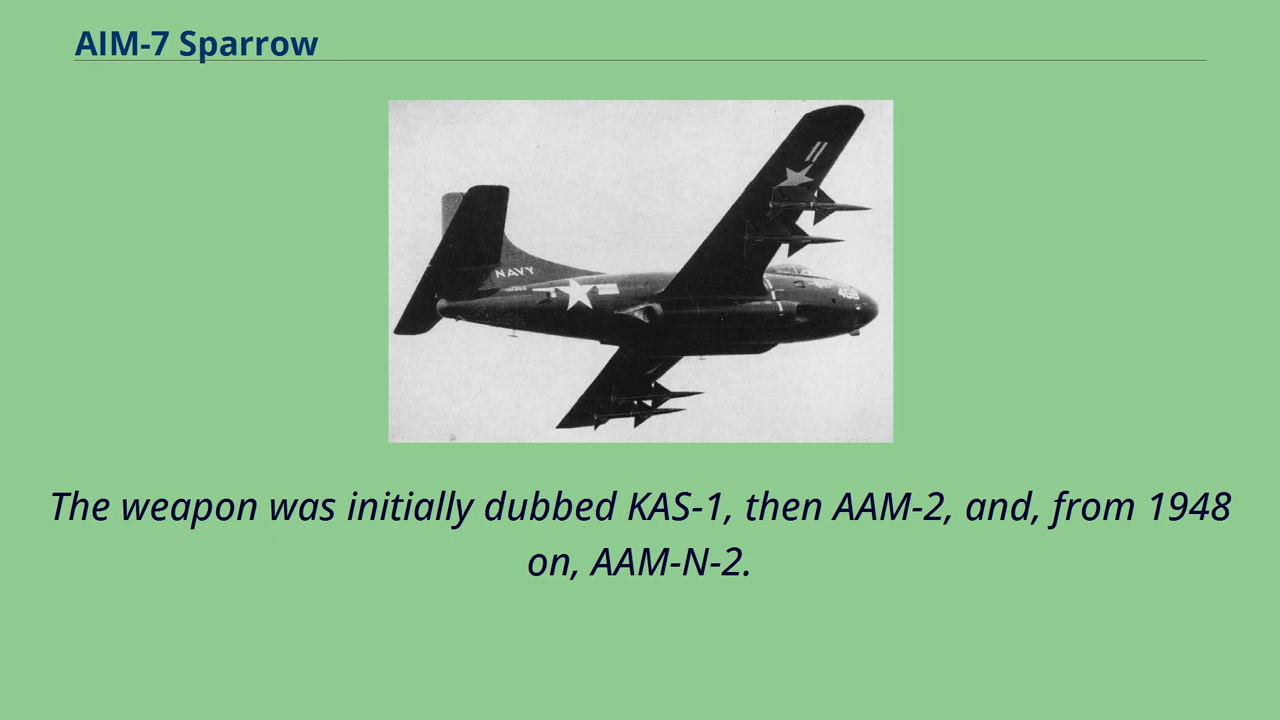 AIM-7 Sparrow
NAVY
458
The weapon was initially dubbed KAS-1, then AAM-2, and, from 1948
on, AAM-N-2.